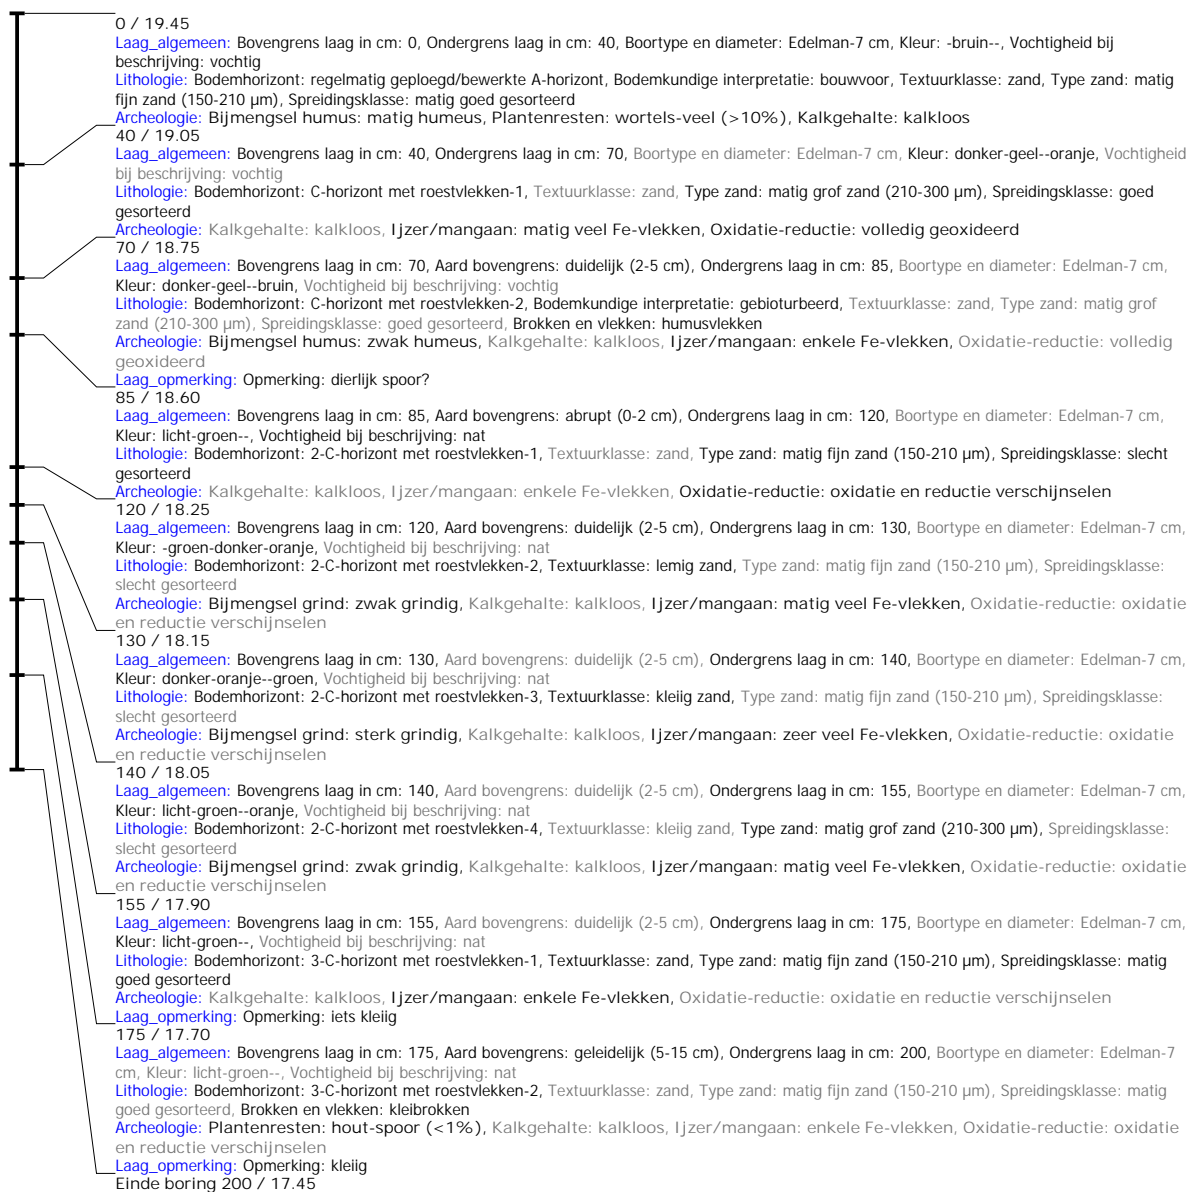 0 / 19.45
Laag_algemeen: Bovengrens laag in cm: 0, Ondergrens laag in cm: 40, Boortype en diameter: Edelman-7 cm, Kleur: -bruin--, Vochtigheid bij
beschrijving: vochtig
Lithologie: Bodemhorizont: regelmatig geploegd/bewerkte A-horizont, Bodemkundige interpretatie: bouwvoor, Textuurklasse: zand, Type zand: matig
fijn zand (150-210 µm), Spreidingsklasse: matig goed gesorteerd
Archeologie: Bijmengsel humus: matig humeus, Plantenresten: wortels-veel (>10%), Kalkgehalte: kalkloos
40 / 19.05
Laag_algemeen: Bovengrens laag in cm: 40, Ondergrens laag in cm: 70, Boortype en diameter: Edelman-7 cm, Kleur: donker-geel--oranje, Vochtigheid
bij beschrijving: vochtig
Lithologie: Bodemhorizont: C-horizont met roestvlekken-1, Textuurklasse: zand, Type zand: matig grof zand (210-300 µm), Spreidingsklasse: goed
gesorteerd
Archeologie: Kalkgehalte: kalkloos, Ijzer/mangaan: matig veel Fe-vlekken, Oxidatie-reductie: volledig geoxideerd
70 / 18.75
Laag_algemeen: Bovengrens laag in cm: 70, Aard bovengrens: duidelijk (2-5 cm), Ondergrens laag in cm: 85, Boortype en diameter: Edelman-7 cm,
Kleur: donker-geel--bruin, Vochtigheid bij beschrijving: vochtig
Lithologie: Bodemhorizont: C-horizont met roestvlekken-2, Bodemkundige interpretatie: gebioturbeerd, Textuurklasse: zand, Type zand: matig grof
zand (210-300 µm), Spreidingsklasse: goed gesorteerd, Brokken en vlekken: humusvlekken
Archeologie: Bijmengsel humus: zwak humeus, Kalkgehalte: kalkloos, Ijzer/mangaan: enkele Fe-vlekken, Oxidatie-reductie: volledig
geoxideerd
Laag_opmerking: Opmerking: dierlijk spoor?
85 / 18.60
Laag_algemeen: Bovengrens laag in cm: 85, Aard bovengrens: abrupt (0-2 cm), Ondergrens laag in cm: 120, Boortype en diameter: Edelman-7 cm,
Kleur: licht-groen--, Vochtigheid bij beschrijving: nat
Lithologie: Bodemhorizont: 2-C-horizont met roestvlekken-1, Textuurklasse: zand, Type zand: matig fijn zand (150-210 µm), Spreidingsklasse: slecht
gesorteerd
Archeologie: Kalkgehalte: kalkloos, Ijzer/mangaan: enkele Fe-vlekken, Oxidatie-reductie: oxidatie en reductie verschijnselen
120 / 18.25
Laag_algemeen: Bovengrens laag in cm: 120, Aard bovengrens: duidelijk (2-5 cm), Ondergrens laag in cm: 130, Boortype en diameter: Edelman-7 cm,
Kleur: -groen-donker-oranje, Vochtigheid bij beschrijving: nat
Lithologie: Bodemhorizont: 2-C-horizont met roestvlekken-2, Textuurklasse: lemig zand, Type zand: matig fijn zand (150-210 µm), Spreidingsklasse:
slecht gesorteerd
Archeologie: Bijmengsel grind: zwak grindig, Kalkgehalte: kalkloos, Ijzer/mangaan: matig veel Fe-vlekken, Oxidatie-reductie: oxidatie
en reductie verschijnselen
130 / 18.15
Laag_algemeen: Bovengrens laag in cm: 130, Aard bovengrens: duidelijk (2-5 cm), Ondergrens laag in cm: 140, Boortype en diameter: Edelman-7 cm,
Kleur: donker-oranje--groen, Vochtigheid bij beschrijving: nat
Lithologie: Bodemhorizont: 2-C-horizont met roestvlekken-3, Textuurklasse: kleiig zand, Type zand: matig fijn zand (150-210 µm), Spreidingsklasse:
slecht gesorteerd
Archeologie: Bijmengsel grind: sterk grindig, Kalkgehalte: kalkloos, Ijzer/mangaan: zeer veel Fe-vlekken, Oxidatie-reductie: oxidatie
en reductie verschijnselen
140 / 18.05
Laag_algemeen: Bovengrens laag in cm: 140, Aard bovengrens: duidelijk (2-5 cm), Ondergrens laag in cm: 155, Boortype en diameter: Edelman-7 cm,
Kleur: licht-groen--oranje, Vochtigheid bij beschrijving: nat
Lithologie: Bodemhorizont: 2-C-horizont met roestvlekken-4, Textuurklasse: kleiig zand, Type zand: matig grof zand (210-300 µm), Spreidingsklasse:
slecht gesorteerd
Archeologie: Bijmengsel grind: zwak grindig, Kalkgehalte: kalkloos, Ijzer/mangaan: matig veel Fe-vlekken, Oxidatie-reductie: oxidatie
en reductie verschijnselen
155 / 17.90
Laag_algemeen: Bovengrens laag in cm: 155, Aard bovengrens: duidelijk (2-5 cm), Ondergrens laag in cm: 175, Boortype en diameter: Edelman-7 cm,
Kleur: licht-groen--, Vochtigheid bij beschrijving: nat
Lithologie: Bodemhorizont: 3-C-horizont met roestvlekken-1, Textuurklasse: zand, Type zand: matig fijn zand (150-210 µm), Spreidingsklasse: matig
goed gesorteerd
Archeologie: Kalkgehalte: kalkloos, Ijzer/mangaan: enkele Fe-vlekken, Oxidatie-reductie: oxidatie en reductie verschijnselen
Laag_opmerking: Opmerking: iets kleiig
175 / 17.70
Laag_algemeen: Bovengrens laag in cm: 175, Aard bovengrens: geleidelijk (5-15 cm), Ondergrens laag in cm: 200, Boortype en diameter: Edelman-7
cm, Kleur: licht-groen--, Vochtigheid bij beschrijving: nat
Lithologie: Bodemhorizont: 3-C-horizont met roestvlekken-2, Textuurklasse: zand, Type zand: matig fijn zand (150-210 µm), Spreidingsklasse: matig
goed gesorteerd, Brokken en vlekken: kleibrokken
Archeologie: Plantenresten: hout-spoor (<1%), Kalkgehalte: kalkloos, Ijzer/mangaan: enkele Fe-vlekken, Oxidatie-reductie: oxidatie
en reductie verschijnselen
Laag_opmerking: Opmerking: kleiig
Einde boring 200 / 17.45